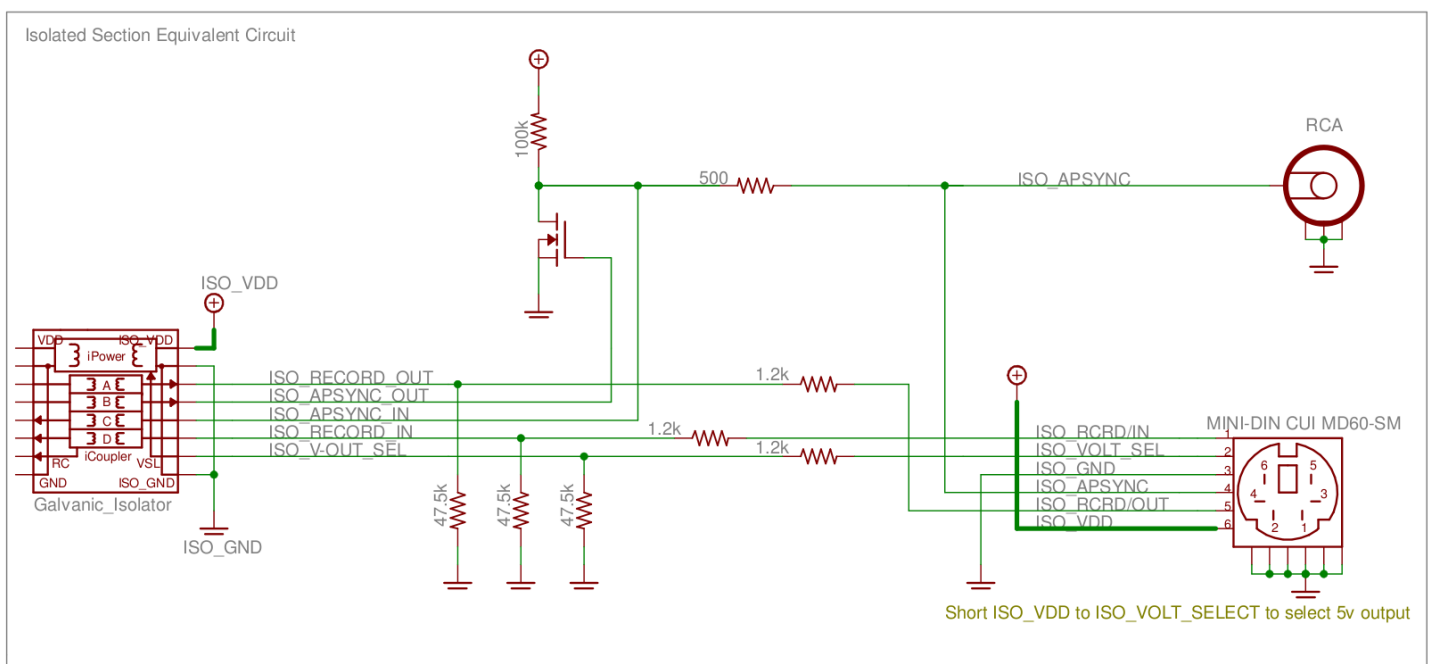 Isolated Section Equivalent Circuit
100k
500
ISO_APSYNC
RCA
ISO_VDD
VDD
ISO_VDD
iPower
A
B
C
D
iCoupler
RC
VSL
GND
ISO_GND
Galvanic_Isolator
ISO_GND
ISO_RECORD_OUT
ISO_APSYNC_OUT
ISO_APSYNC_IN
ISO_RECORD_IN
ISO_V-OUT_SEL
1.2k
1.2k
1.2k
47.5k
47.5k
47.5k
MINI-DIN CUI MD60-SM
ISO_RCRD/IN
1
ISO_VOLT_SEL
2
ISO_GND
3
ISO_APSYNC
4
ISO_RCRD/OUT
5
ISO_VDD
6
6
5
4
3
2
1
Short ISO_VDD to ISO_VOLT_SELECT to select 5v output